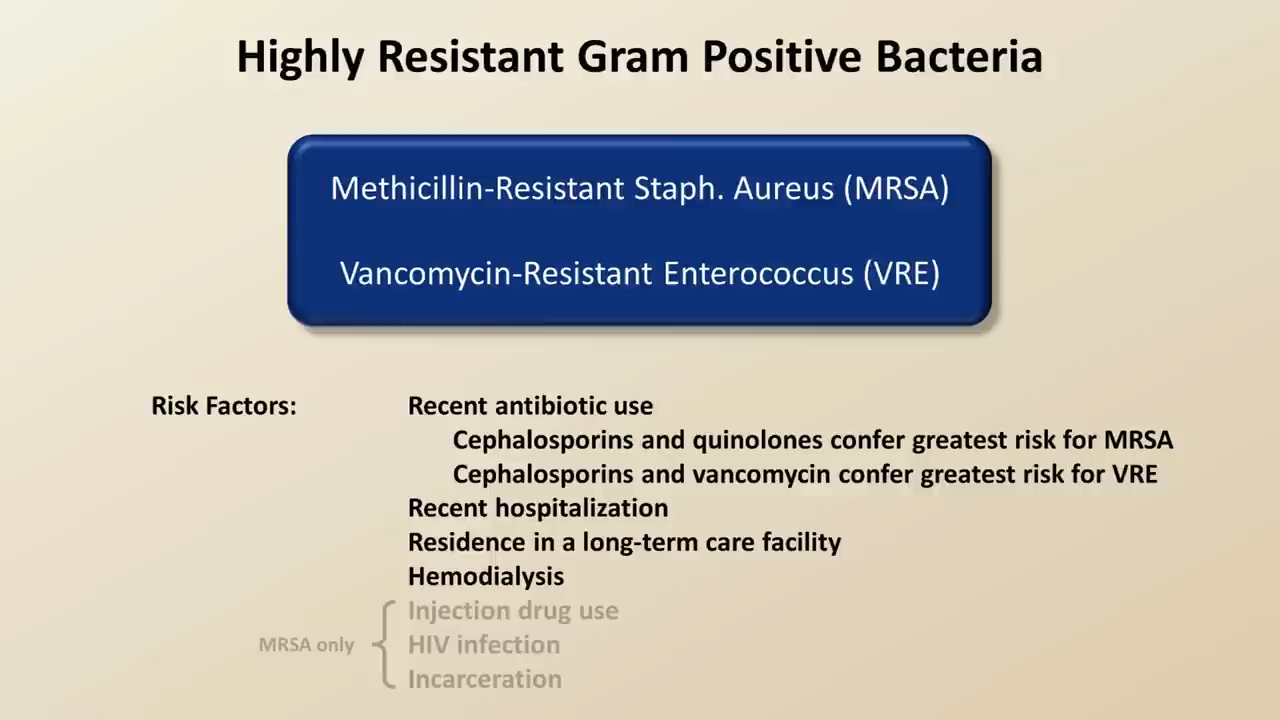 Highly Resistant Gram Positive Bacteria
Methicillin-Resistant Staph. Aureus (MRSA)
Vancomycin-Resistant Enterococcus (VRE)
Risk Factors: Recent antibiotic use
Cephalosporins and quinolones confer greatest risk for MRSA
Cephalosporins and vancomycin confer greatest risk for VRE
Recent hospitalization
Residence in a long-term care facility
Hemodialysis
Injection drug use
MRSA only HIV infection
Incarceration